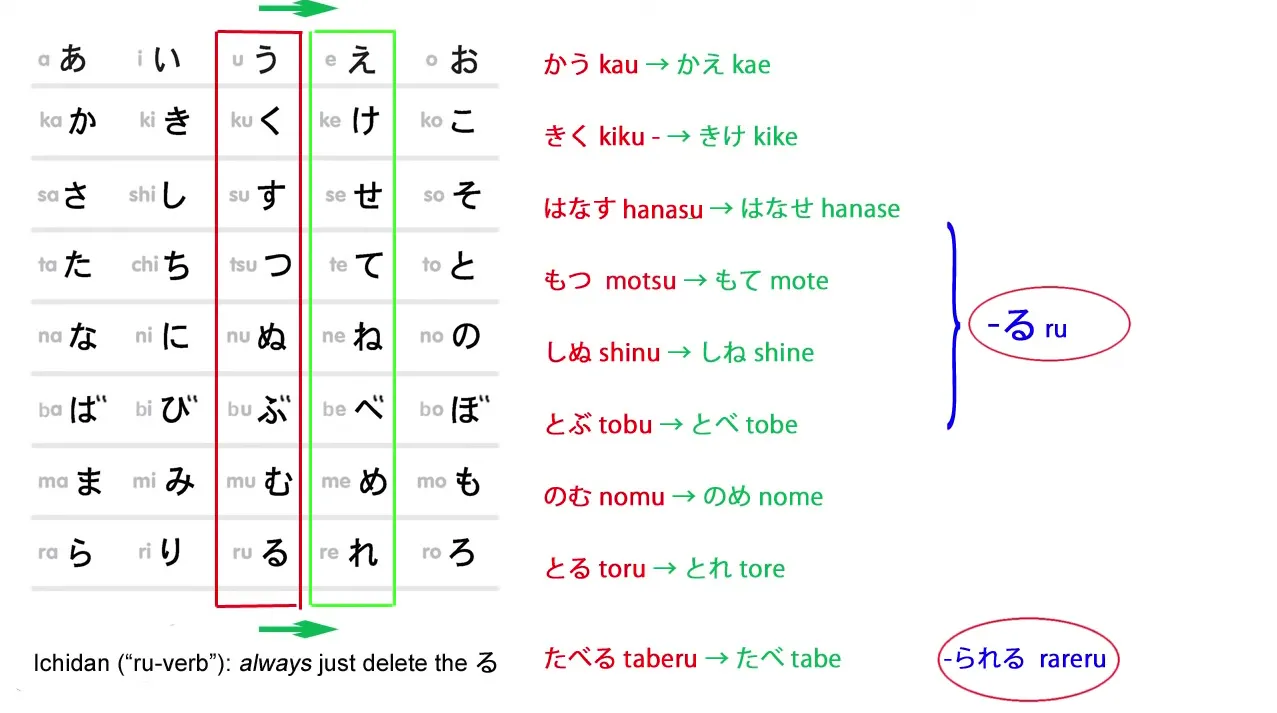 a あ i い u う e え o お
かう kau → かえ kae
ka か ki き ku く ke け ko こ
きく kiku - → きけ kike
sa さ shi し su す se せ so そ
はなす hanasu → はなせ hanase
ta た chi ち tsu つ te て to と
もつ motsu → もて mote
-る ru
na な ni に nu ぬ ne ね no の
しぬ shinu → しね shine
ba ば bi び bu ぶ be べ bo ぼ
とぶ tobu → とべ tobe
ma ま mi み mu む me め mo も
のむ nomu → のめ nome
ra ら ri り ru る re れ ro ろ
とる toru → とれ tore
Ichidan (“ru-verb”): always just delete the る
たべる taberu → たべ tabe
-られる rareru